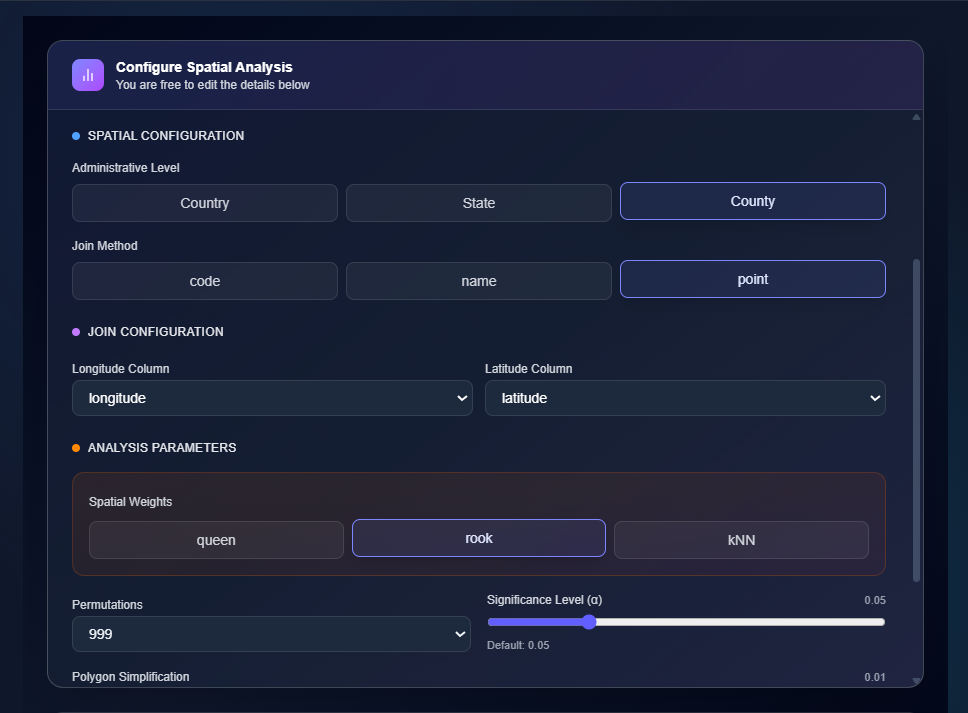 Configure Spatial Analysis
You are free to edit the details below
SPATIAL CONFIGURATION
Administrative Level
Country State County
Join Method
code name point
JOIN CONFIGURATION
Longitude Column Latitude Column
longitude latitude
ANALYSIS PARAMETERS
Spatial Weights
queen rook kNN
Permutations Significance Level (α) 0.05
999
Default: 0.05
Polygon Simplification 0.01